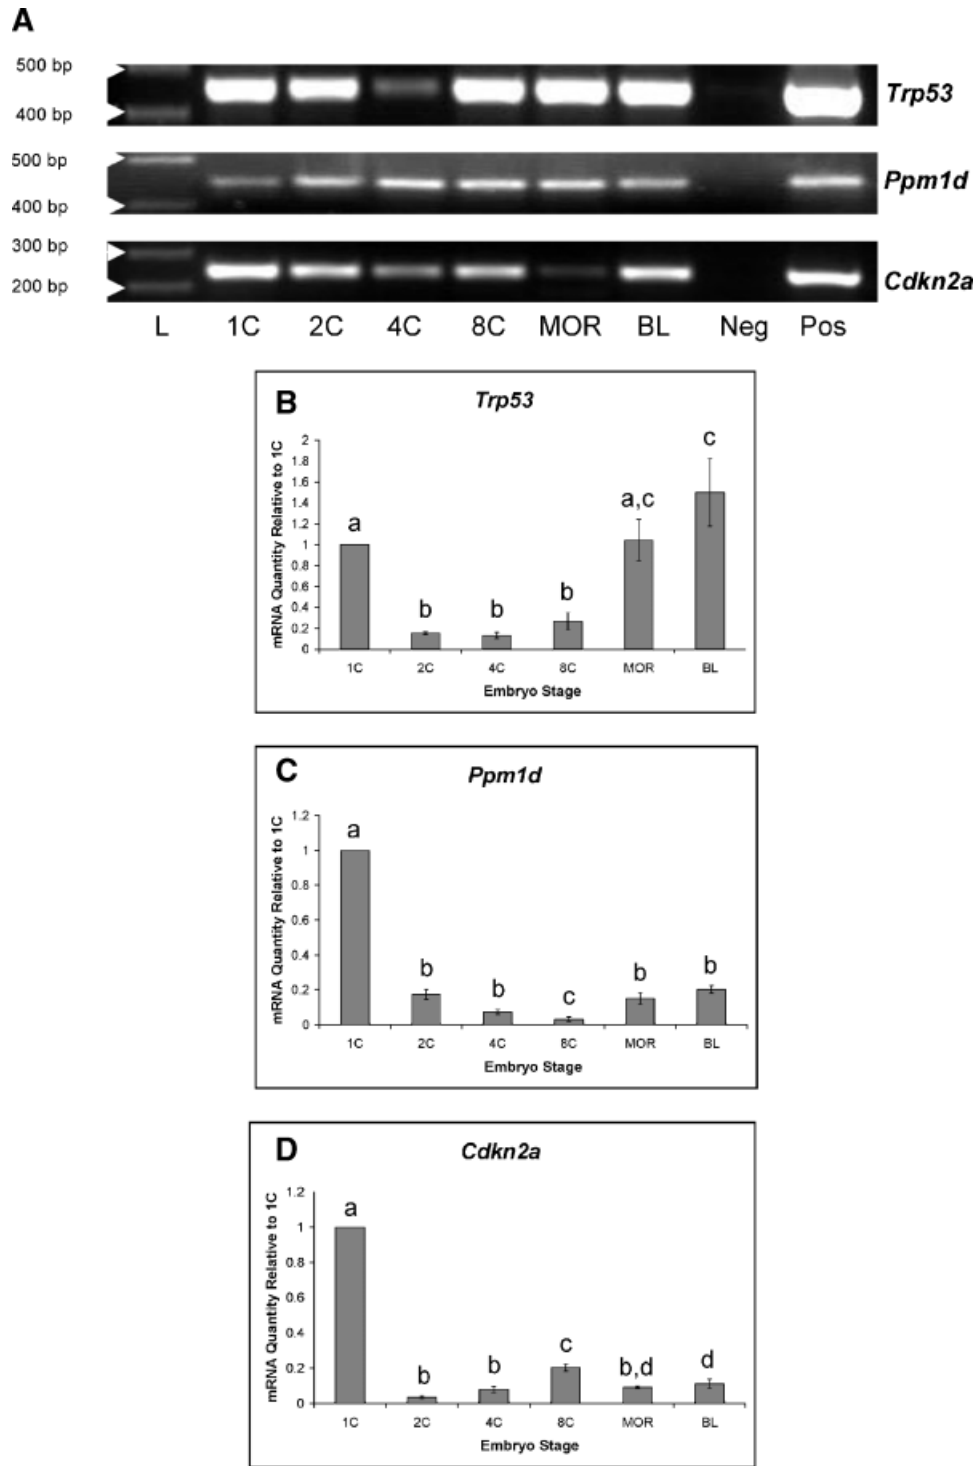 A
500 bp
400 bp
Trp53
500 bp
400 bp
Ppm1d
300 bp
200 bp
Cdkn2a
L 1C 2C 4C 8C MOR BL Neg Pos
B
Trp53
mRNA Quantity Relative to 1C
2
1.8
1.6
1.4
1.2
1
0.8
0.6
0.4
0.2
0
a b b b a,c c
1C 2C 4C 8C MOR BL
Embryo Stage
C
Ppm1d
mRNA Quantity Relative to 1C
1.2
1
0.8
0.6
0.4
0.2
0
a b b c b b
1C 2C 4C 8C MOR BL
Embryo Stage
D
Cdkn2a
mRNA Quantity Relative to 1C
1.2
1
0.8
0.6
0.4
0.2
0
a b b c b,d d
1C 2C 4C 8C MOR BL
Embryo Stage